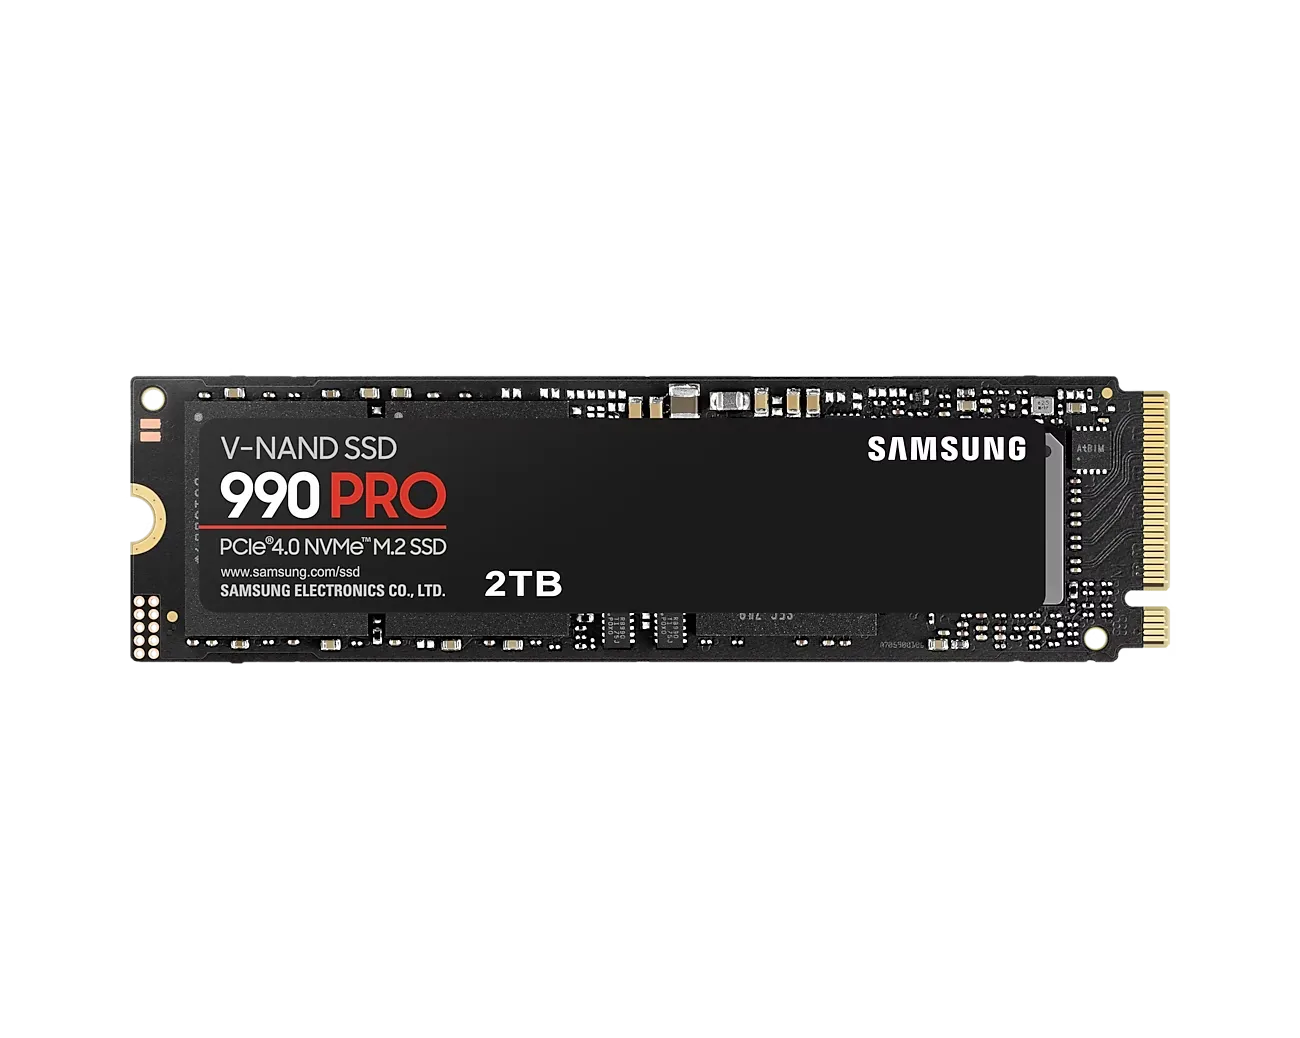 V-NAND SSD
990 PRO
PCIe®4.0 NVMe™ M.2 SSD
www.samsung.com/ssd
SAMSUNG ELECTRONICS CO., LTD.
2TB
SAMSUNG